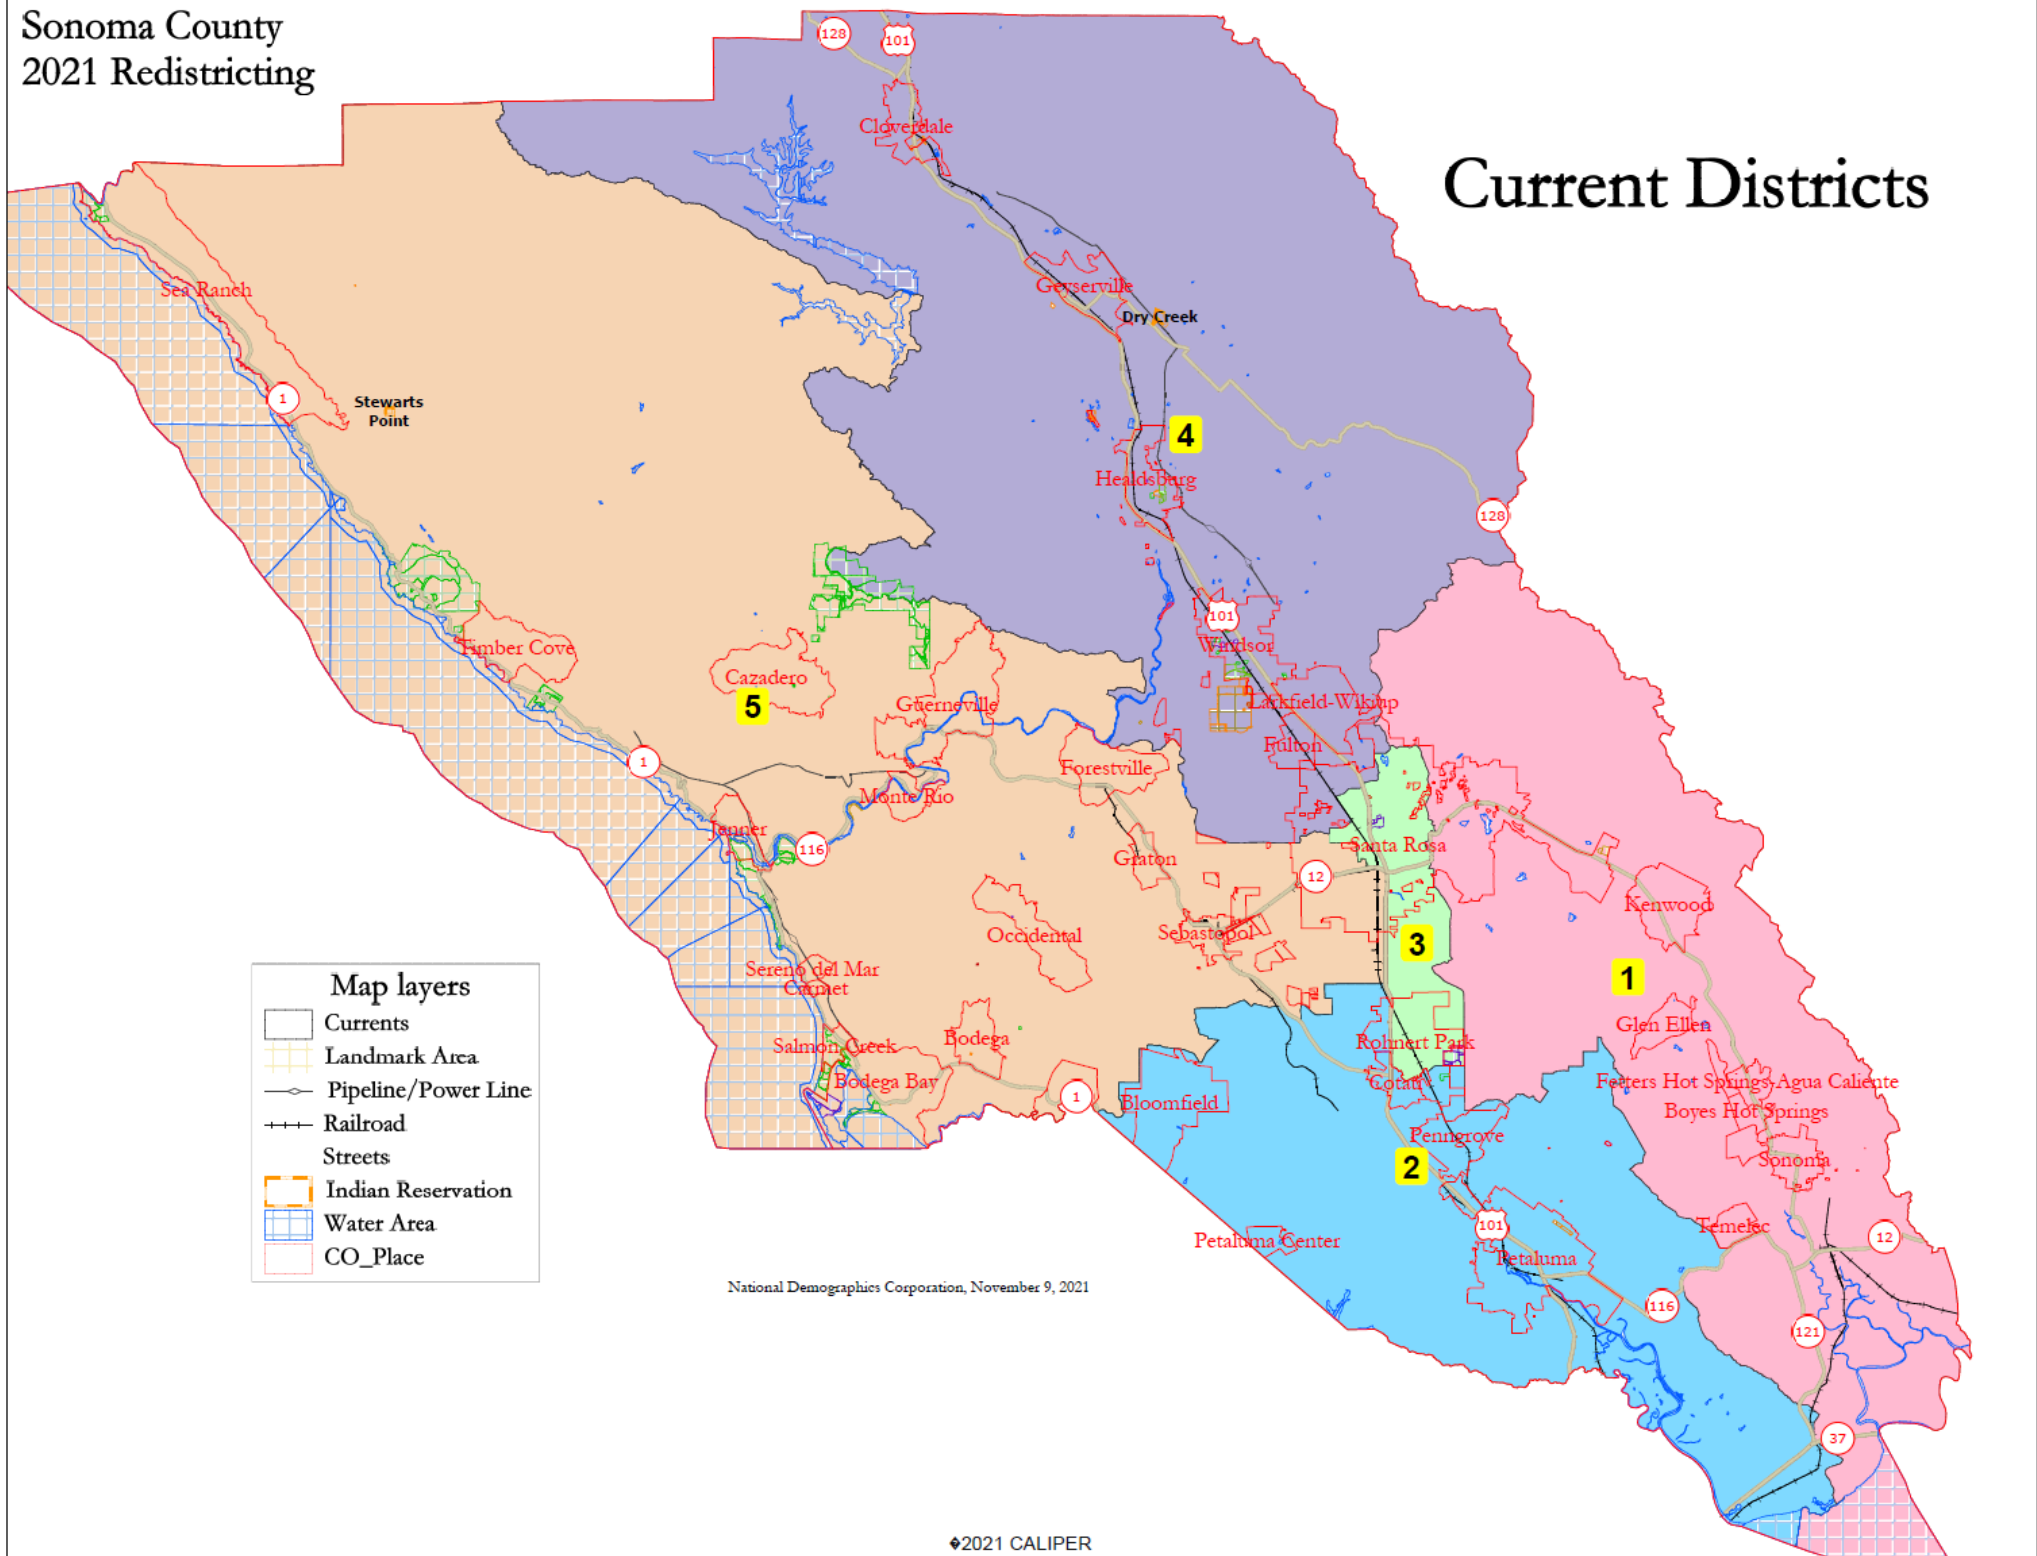 Sonoma County
2021 Redistricting
Current Districts
128
101
Cloverdale
Geyserville
Dry Creek
Sea Ranch
1
Stewarts
Point
4
Healdsburg
128
101
Windsor
Timber Cove
Cazadero
5
Guerneville
Larkfield-Wikiup
Fulton
1
Forestville
Monte Rio
Jenner
116
Graton
Santa Rosa
12
Kenwood
Occidental
Sebastopol
3
1
Sereno del Mar
Carmet
Glen Ellen
Salmon Creek
Bodega
Rohnert Park
Bodega Bay
Cotati
Fetters Hot Springs-Agua Caliente
1
Bloomfield
Boyes Hot Springs
Penngrove
2
Sonoma
101
Temelec
12
Petaluma Center
Petaluma
116
121
37
Map layers
Currents
Landmark Area
Pipeline/Power Line
Railroad
Streets
Indian Reservation
Water Area
CO_Place
National Demographics Corporation, November 9, 2021
�2021 CALIPER